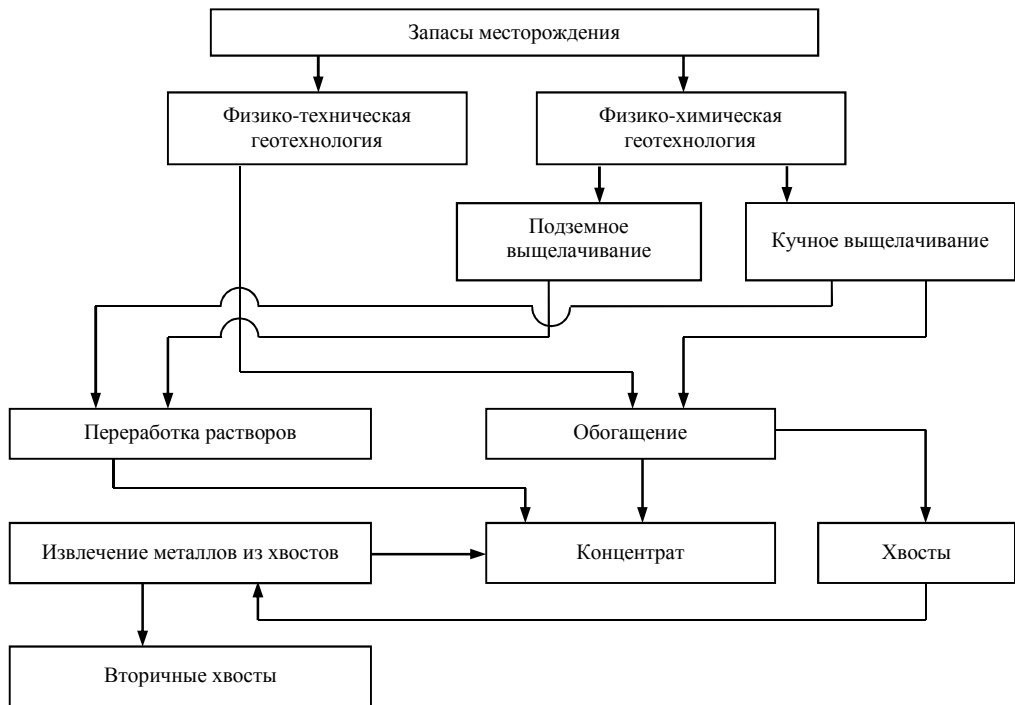 Запасы месторождения
Физико-техническая
геотехнология
Физико-химическая
геотехнология
Подземное
выщелачивание
Кучное выщелачивание
Переработка растворов
Обогащение
Извлечение металлов из хвостов
Концентрат
Хвосты
Вторичные хвосты